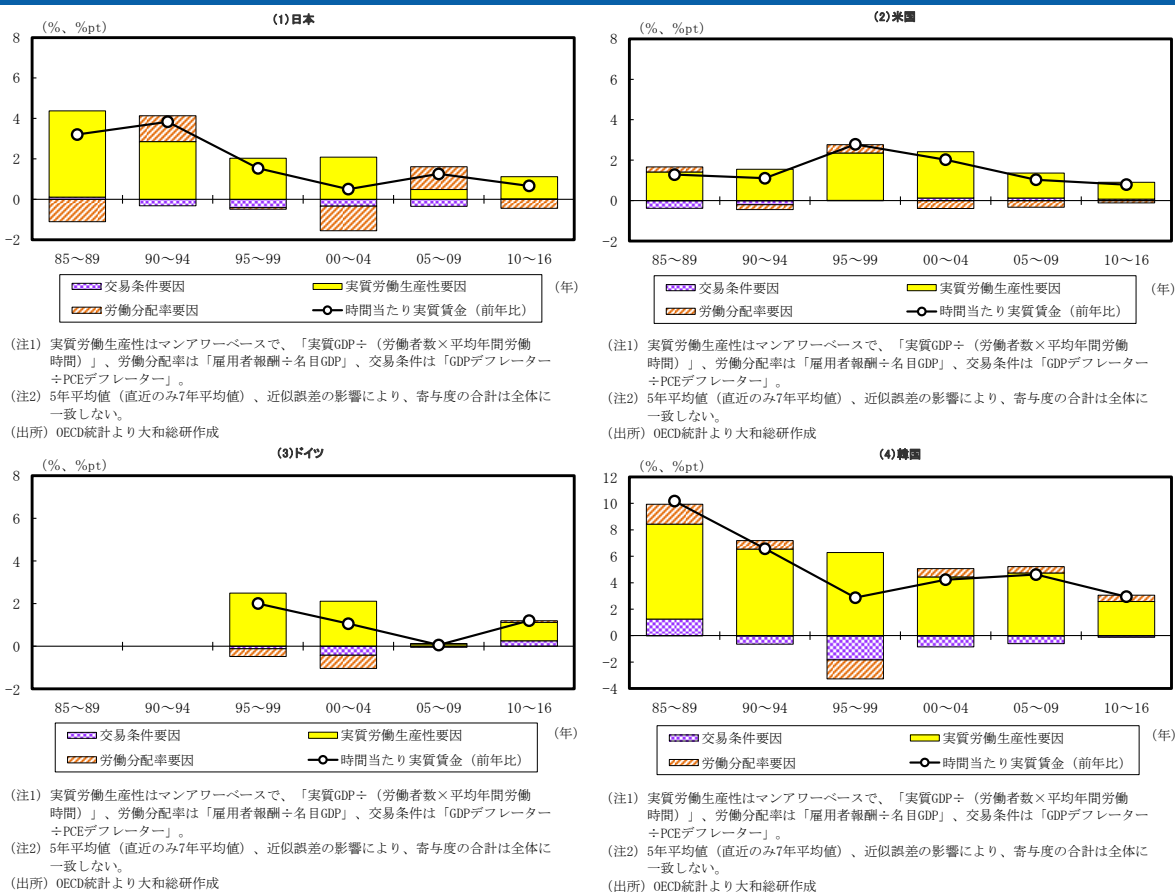 (1)日本
(%、%pt)
8
6
4
2
0
−2
85～89 90～94 95～99 00～04 05～09 10～16
(年)
交易条件要因 実質労働生産性要因
労働分配率要因 時間当たり実質賃金（前年比）
(注1) 実質労働生産性はマンアワーベースで、「実質GDP÷（労働者数×平均年間労働
時間）」、労働分配率は「雇用者報酬÷名目GDP」、交易条件は「GDPデフレーター
÷PCEデフレーター」。
(注2) 5年平均値（直近のみ7年平均値）、近似誤差の影響により、寄与度の合計は全体に
一致しない。
(出所) OECD統計より大和総研作成
(2)米国
(%、%pt)
8
6
4
2
0
−2
85～89 90～94 95～99 00～04 05～09 10～16
(年)
交易条件要因 実質労働生産性要因
労働分配率要因 時間当たり実質賃金（前年比）
(注1) 実質労働生産性はマンアワーベースで、「実質GDP÷（労働者数×平均年間労働
時間）」、労働分配率は「雇用者報酬÷名目GDP」、交易条件は「GDPデフレーター
÷PCEデフレーター」。
(注2) 5年平均値（直近のみ7年平均値）、近似誤差の影響により、寄与度の合計は全体に
一致しない。
(出所) OECD統計より大和総研作成
(3)ドイツ
(%、%pt)
8
6
4
2
0
−2
85～89 90～94 95～99 00～04 05～09 10～16
(年)
交易条件要因 実質労働生産性要因
労働分配率要因 時間当たり実質賃金（前年比）
(注1) 実質労働生産性はマンアワーベースで、「実質GDP÷（労働者数×平均年間労働
時間）」、労働分配率は「雇用者報酬÷名目GDP」、交易条件は「GDPデフレーター
÷PCEデフレーター」。
(注2) 5年平均値（直近のみ7年平均値）、近似誤差の影響により、寄与度の合計は全体に
一致しない。
(出所) OECD統計より大和総研作成
(4)韓国
(%、%pt)
12
10
8
6
4
2
0
−2
−4
85～89 90～94 95～99 00～04 05～09 10～16
(年)
交易条件要因 実質労働生産性要因
労働分配率要因 時間当たり実質賃金（前年比）
(注1) 実質労働生産性はマンアワーベースで、「実質GDP÷（労働者数×平均年間労働
時間）」、労働分配率は「雇用者報酬÷名目GDP」、交易条件は「GDPデフレーター
÷PCEデフレーター」。
(注2) 5年平均値（直近のみ7年平均値）、近似誤差の影響により、寄与度の合計は全体に
一致しない。
(出所) OECD統計より大和総研作成